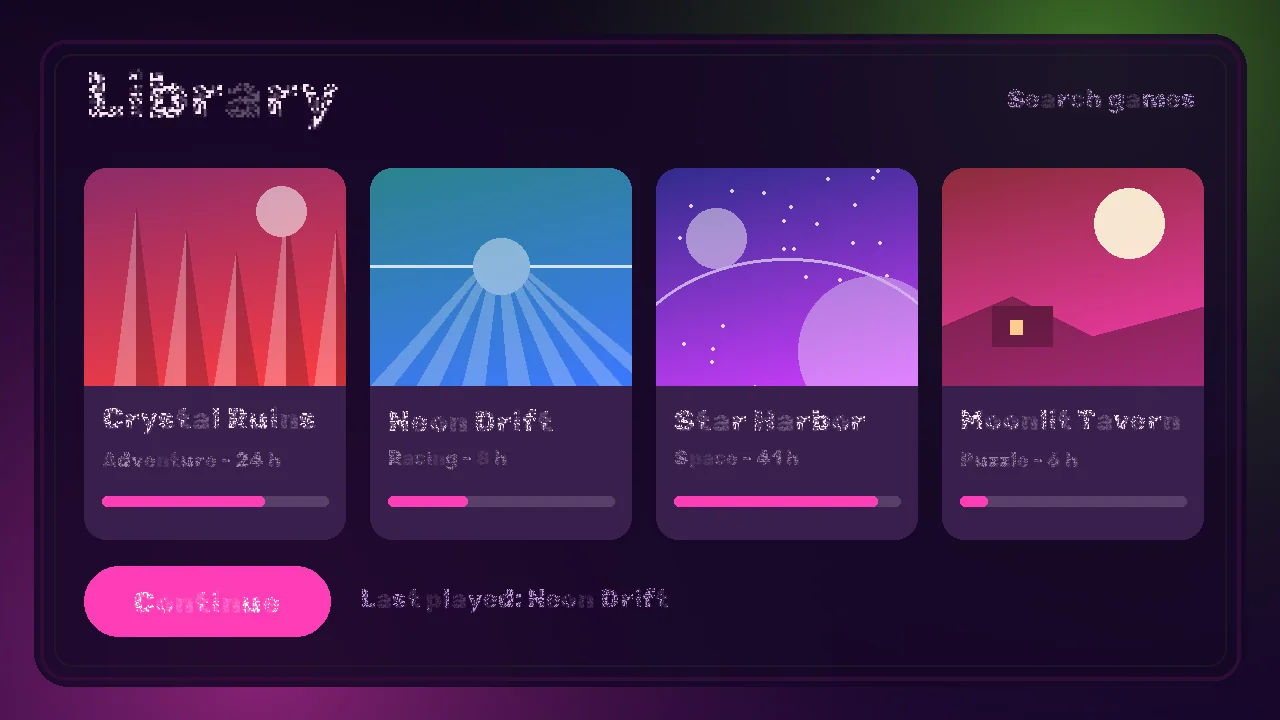 Library
Search games
Crystal Ruins
Adventure - 24 h
Neon Drift
Racing - 8 h
Star Harbor
Space - 41 h
Moonlit Tavern
Puzzle - 6 h
Continue
Last played: Neon Drift